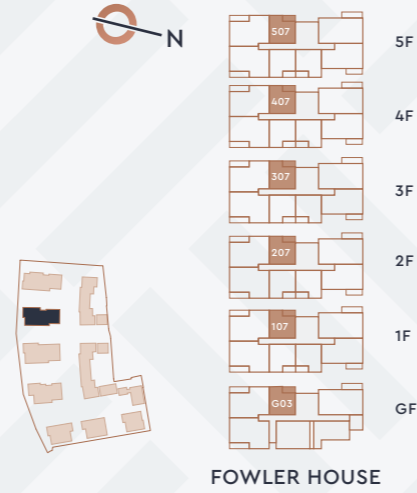 N
507 5F
407 4F
307 3F
207 2F
107 1F
G03 GF
FOWLER HOUSE